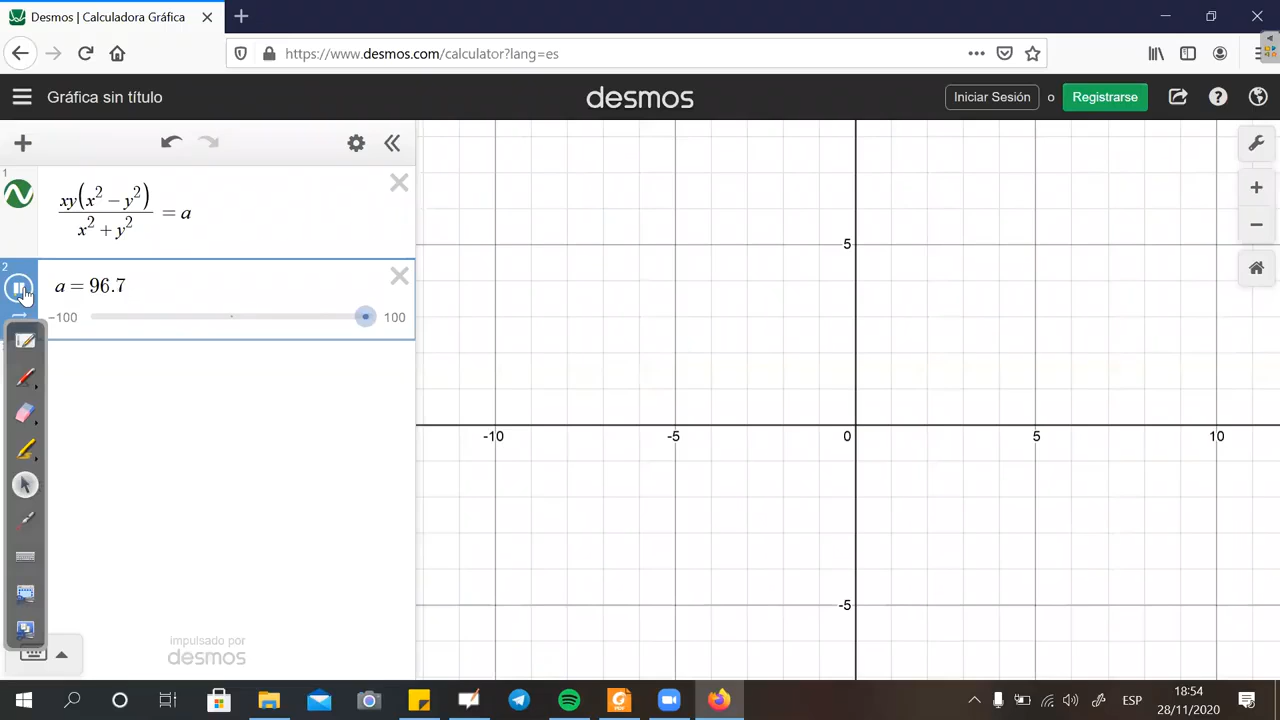 Desmos | Calculadora Gráfica
https://www.desmos.com/calculator?lang=es
Gráfica sin título
desmos
Iniciar Sesión o Registrarse
1
xy(x² − y²)
x² + y²
= a
2
a = 96.7
−100 100
5
-10 -5 0 5 10
-5
impulsado por
desmos
ESP
18:54
28/11/2020